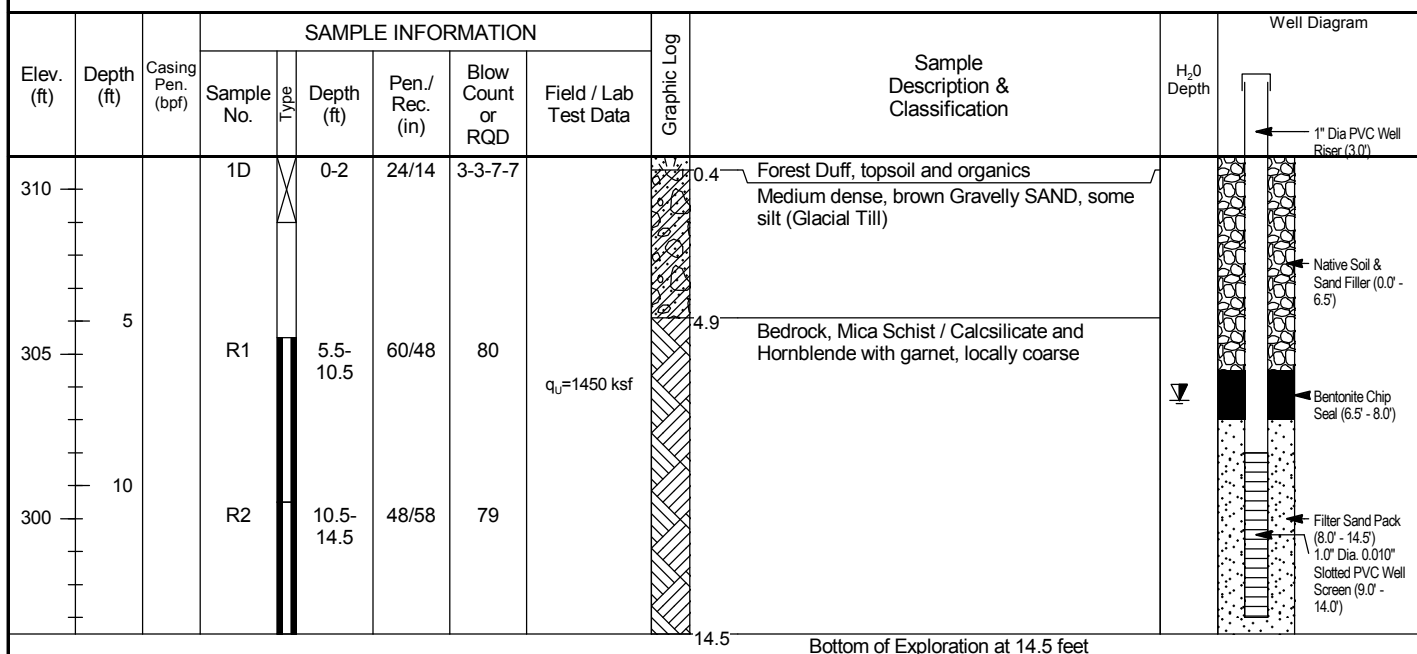 SAMPLE INFORMATION
Well Diagram
Elev.
(ft)
Depth
(ft)
Casing
Pen.
(bpf)
Sample
No.
Type
Depth
(ft)
Pen./
Rec.
(in)
Blow
Count
or
RQD
Field / Lab
Test Data
Graphic Log
Sample
Description &
Classification
H20
Depth
1" Dia PVC Well
Riser (3.0')
1D
0-2
24/14
3-3-7-7
0.4
Forest Duff, topsoil and organics
310
Medium dense, brown Gravelly SAND, some
silt (Glacial Till)
Native Soil &
Sand Filler (0.0' -
6.5')
5
4.9
Bedrock, Mica Schist / Calcsilicate and
Hornblende with garnet, locally coarse
305
R1
5.5-
10.5
60/48
80
qU=1450 ksf
Bentonite Chip
Seal (6.5' - 8.0')
10
300
R2
10.5-
14.5
48/58
79
Filter Sand Pack
(8.0' - 14.5')
1.0" Dia. 0.010"
Slotted PVC Well
Screen (9.0' -
14.0')
14.5
Bottom of Exploration at 14.5 feet